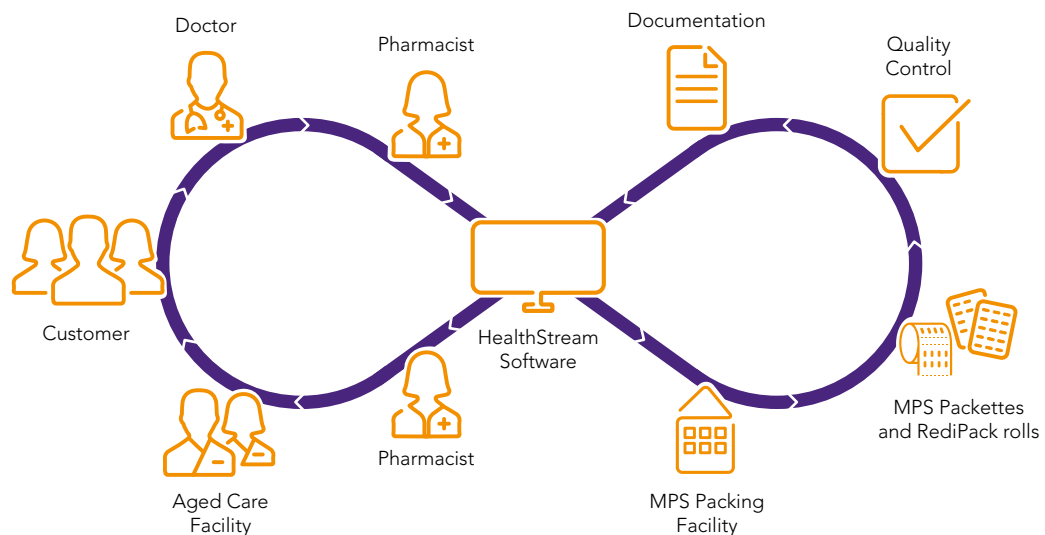 Doctor
Pharmacist
Documentation
Quality
Control
Customer
HealthStream
Software
MPS Packettes
and RediPack rolls
Pharmacist
Aged Care
Facility
MPS Packing
Facility